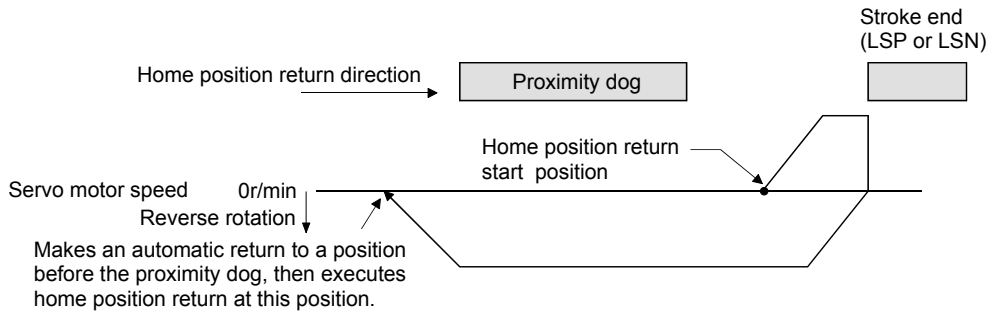 Stroke end
(LSP or LSN)
Home position return direction
Proximity dog
Home position return
start position
Servo motor speed 0r/min
Reverse rotation
Makes an automatic return to a position
before the proximity dog, then executes
home position return at this position.